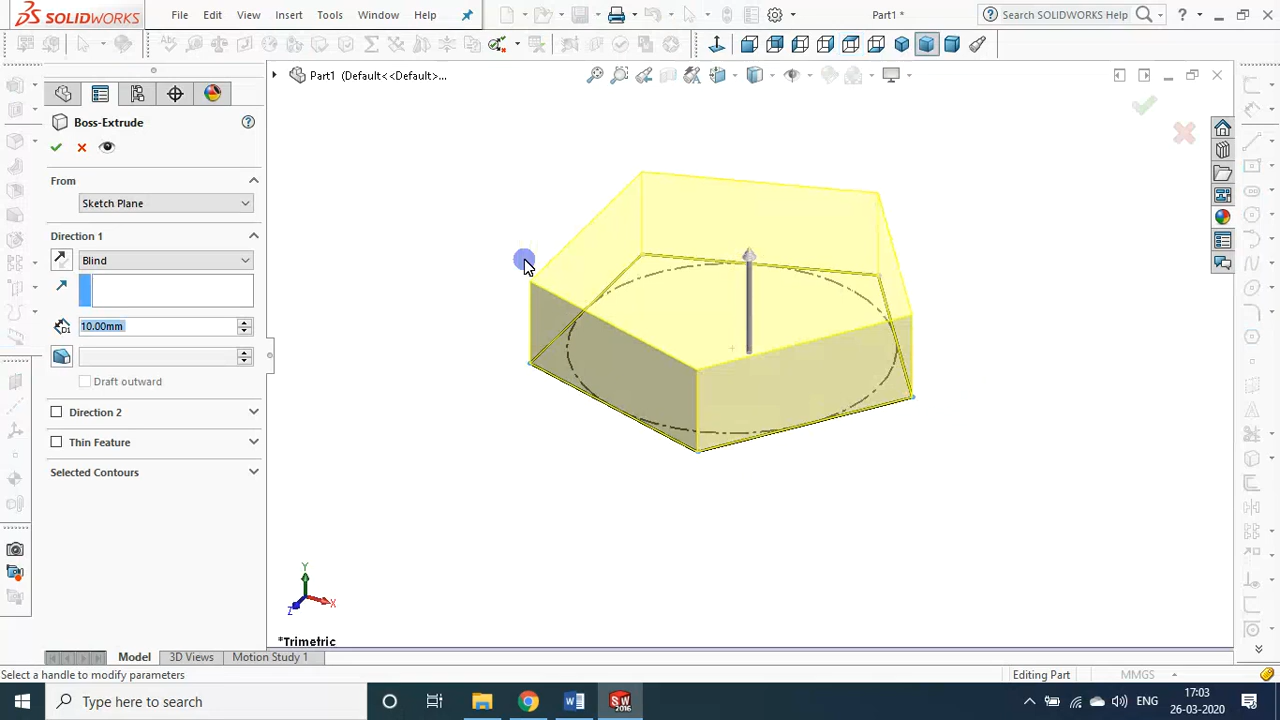 SOLIDWORKS File Edit View Insert Tools Window Help Part1 * Search SOLIDWORKS Help ?
Part1 (Default<<Default>...
Boss-Extrude
From
Sketch Plane
Direction 1
Blind
D1 10.00mm
Draft outward
Direction 2
Thin Feature
Selected Contours
Y
X
Z
*Trimetric
Model 3D Views Motion Study 1
Select a handle to modify parameters Editing Part MMGS
Type here to search SW 2016 ENG 17:03
26-03-2020